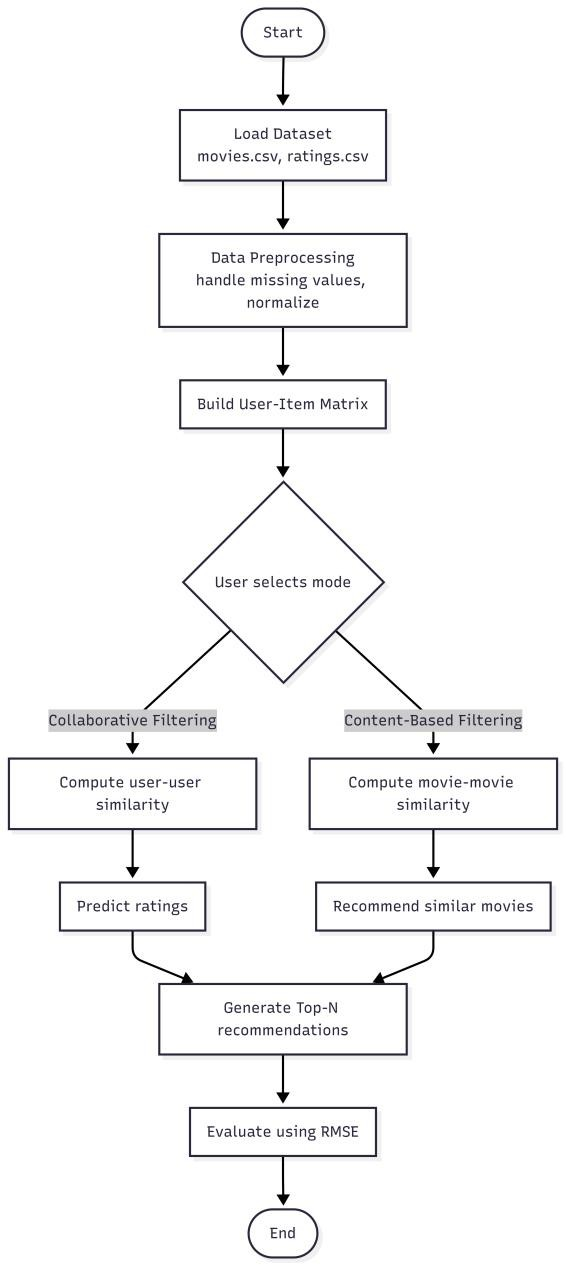 Start
Load Dataset
movies.csv, ratings.csv
Data Preprocessing
handle missing values,
normalize
Build User-Item Matrix
User selects mode
Collaborative Filtering
Content-Based Filtering
Compute user-user
similarity
Compute movie-movie
similarity
Predict ratings
Recommend similar movies
Generate Top-N
recommendations
Evaluate using RMSE
End